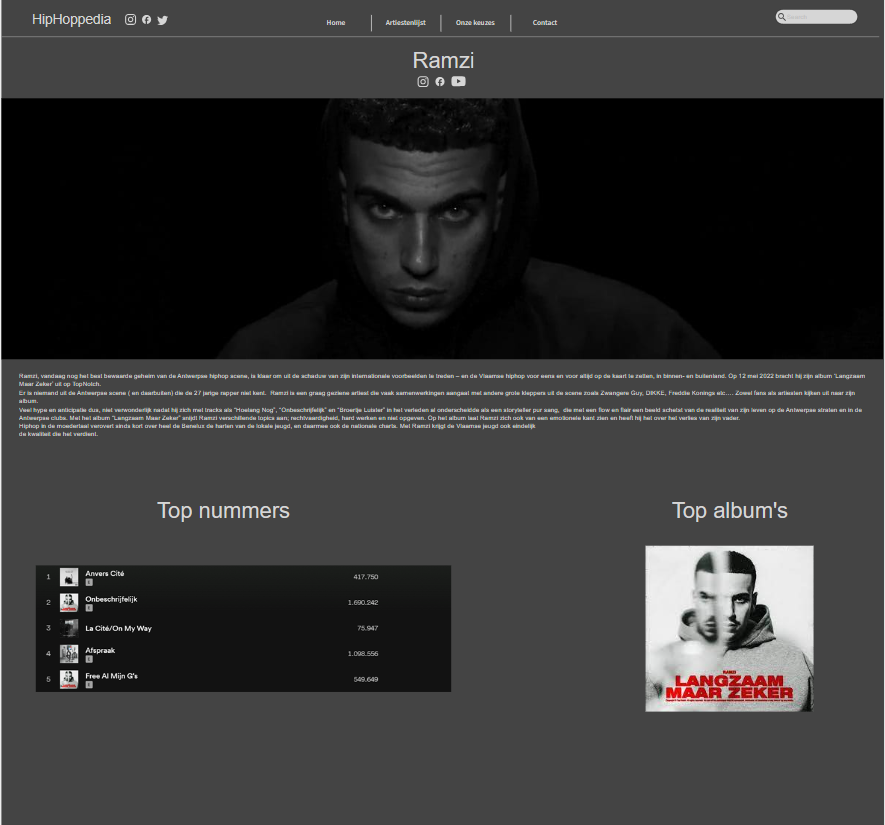 HipHoppedia
Home
Artiestenlijst
Onze keuzes
Contact
Search
Ramzi
Ramzi, vandaag nog het best bewaarde geheim van de Antwerpse hiphop scene, is klaar om uit de schaduw van zijn internationale voorbeelden te treden – en de Vlaamse hiphop voor eens en voor altijd op de kaart te zetten, in binnen- en buitenland. Op 12 mei 2022 bracht hij zijn album 'Langzaam
Maar Zeker' uit op TopNotch.
Er is niemand uit de Antwerpse scene ( en daarbuiten) die de 27 jarige rapper niet kent. Ramzi is een graag geziene artiest die vaak samenwerkingen aangaat met andere grote kleppers uit de scene zoals Zwangere Guy, DIKKE, Freddie Konings etc.… Zowel fans als artiesten kijken uit naar zijn
album.
Veel hype en anticipatie dus, niet verwonderlijk nadat hij zich met tracks als "Hoelang Nog", "Onbeschrijfelijk" en "Broertje Luister" in het verleden al onderscheidde als een storyteller pur sang, die met een flow en flair een beeld schetst van de realiteit van zijn leven op de Antwerpse straten en in de
Antwerpse clubs. Met het album "Langzaam Maar Zeker" snijdt Ramzi verschillende topics aan; rechtvaardigheid, hard werken en niet opgeven. Op het album laat Ramzi zich ook van een emotionele kant zien en heeft hij het over het verlies van zijn vader.
Hiphop in de moedertaal verovert sinds kort over heel de Benelux de harten van de lokale jeugd, en daarmee ook de nationale charts. Met Ramzi krijgt de Vlaamse jeugd ook eindelijk
de kwaliteit die het verdient.
Top nummers
Top album's
1 Anvers Cité 417.750
E
2 Onbeschrijfelijk 1.690.242
E
3 La Cité/On My Way 75.947
4 Afspraak 1.098.556
E
5 Free Al Mijn G's 549.649
E
RAMZI
LANGZAAM
MAAR ZEKER